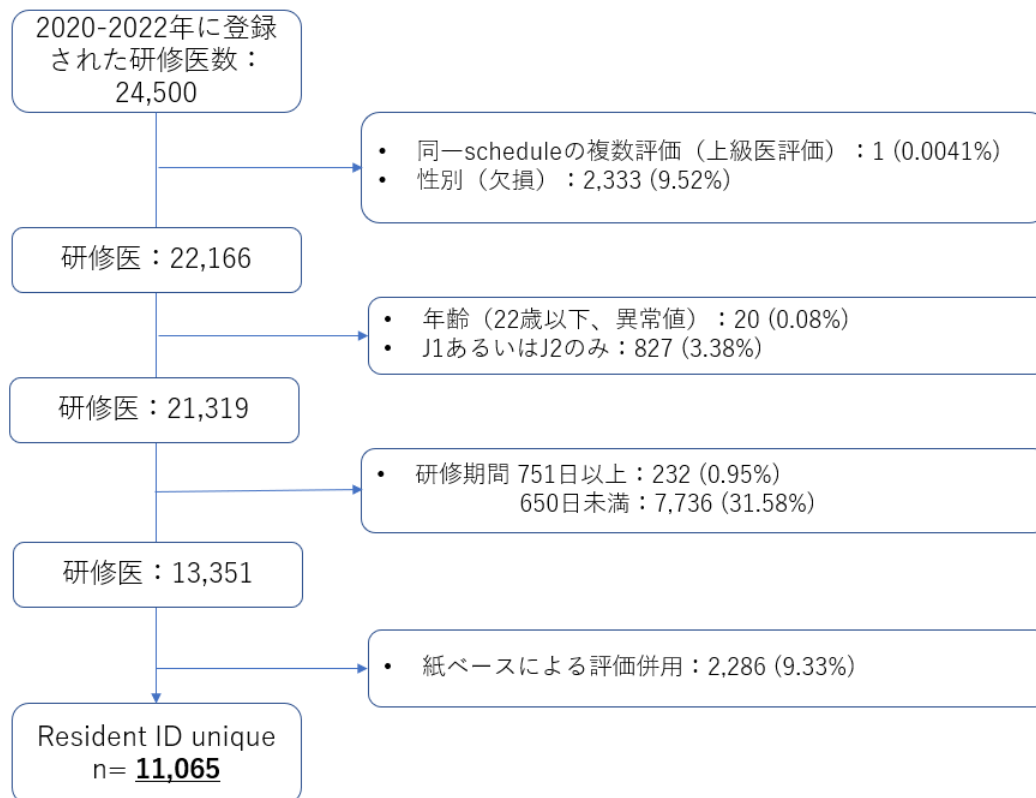 2020-2022年に登録
された研修医数：
24,500
• 同一scheduleの複数評価（上級医評価）：1 (0.0041%)
• 性別（欠損）：2,333 (9.52%)
研修医：22,166
• 年齢（22歳以下、異常値）：20 (0.08%)
• J1あるいはJ2のみ：827 (3.38%)
研修医：21,319
• 研修期間 751日以上：232 (0.95%)
650日未満：7,736 (31.58%)
研修医：13,351
• 紙ベースによる評価併用：2,286 (9.33%)
Resident ID unique
n= 11,065